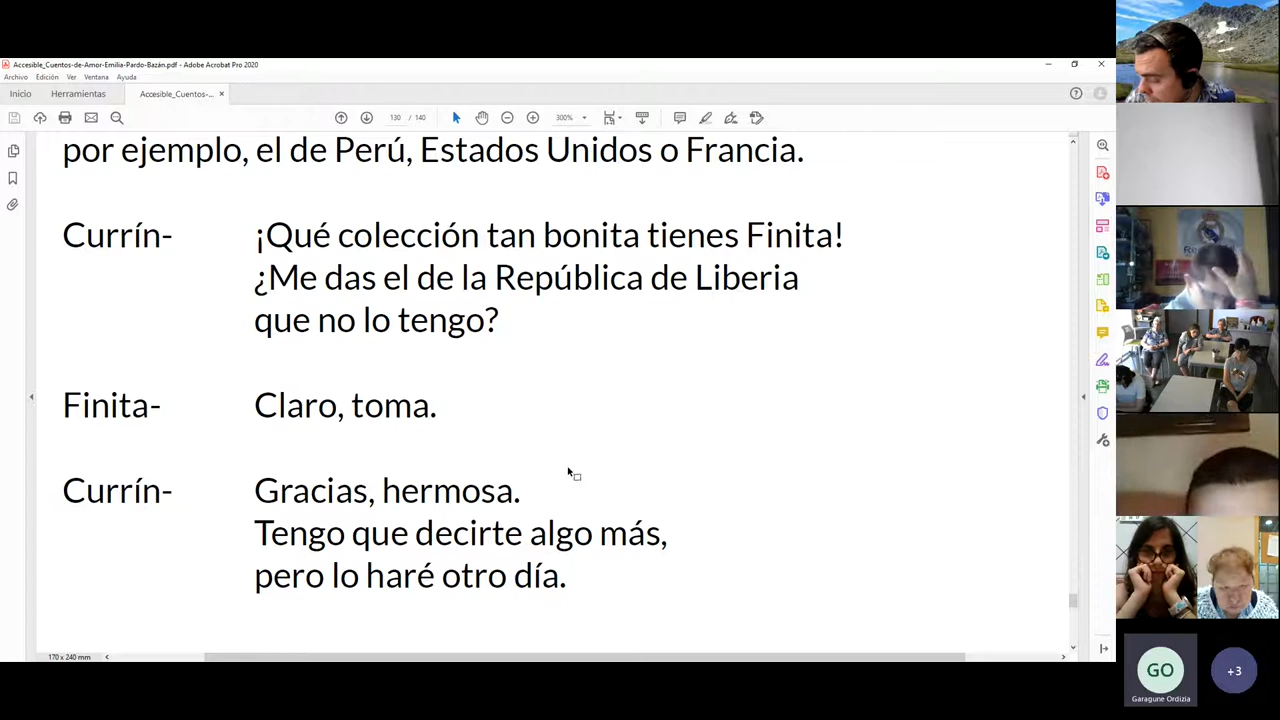 Accesible_Cuentos-de-Amor-Emilia-Pardo-Bazán.pdf - Adobe Acrobat Pro 2020
Archivo Edición Ver Ventana Ayuda
Inicio Herramientas Accesible_Cuentos-...
130 / 140 300%
por ejemplo, el de Perú, Estados Unidos o Francia.
Currín- ¡Qué colección tan bonita tienes Finita!
¿Me das el de la República de Liberia
que no lo tengo?
Finita- Claro, toma.
Currín- Gracias, hermosa.
Tengo que decirte algo más,
pero lo haré otro día.
170 x 240 mm
GO
Garagune Ordizia
+3